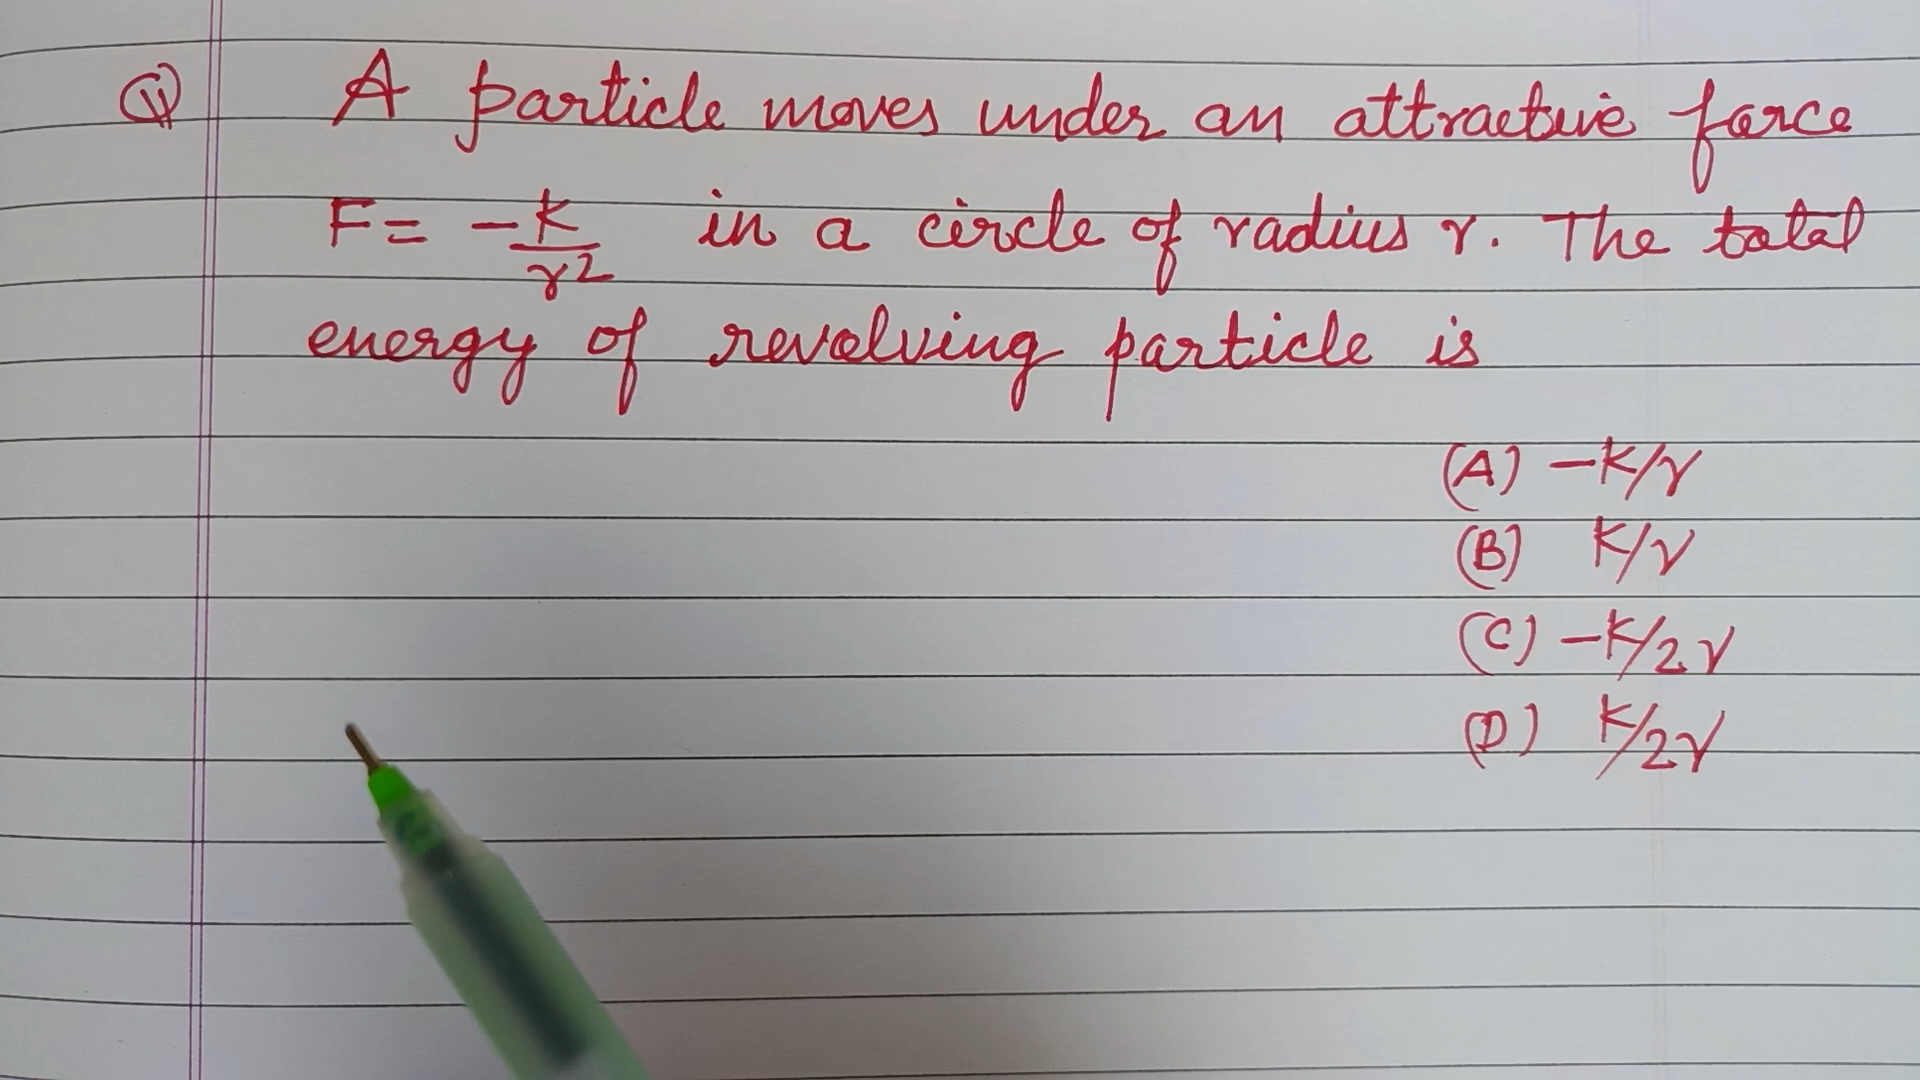 Q A particle moves under an attractive force
F = -K/r² in a circle of radius r. The total
energy of revolving particle is
(A) -K/r
(B) K/r
(C) -K/2r
(D) K/2r